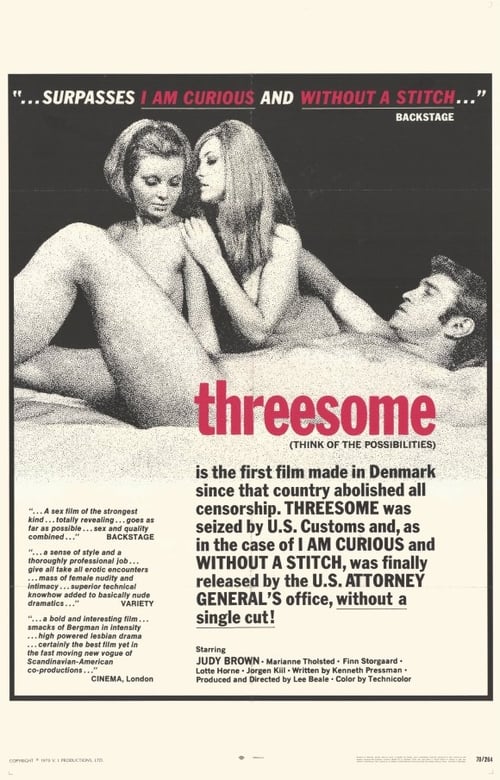 "...SURPASSES I AM CURIOUS AND WITHOUT A STITCH..."
BACKSTAGE
threesome
(THINK OF THE POSSIBILITIES)
is the first film made in Denmark
since that country abolished all
censorship. THREESOME was
seized by U.S. Customs and, as
in the case of I AM CURIOUS and
WITHOUT A STITCH, was finally
released by the U.S. ATTORNEY
GENERAL'S office, without a
single cut!
"...A sex film of the strongest
kind...totally revealing...goes as
far as possible...sex and quality
combined..." BACKSTAGE
"...a sense of style and a
thoroughly professional job...
give all take all erotic encounters
...mass of female nudity and
intimacy...superior technical
knowhow added to basically nude
dramatics..." VARIETY
"...a bold and interesting film...
smacks of Bergman in intensity
...high powered lesbian drama
...certainly the best film yet in
the fast moving new vogue of
Scandinavian-American
co-productions..."
CINEMA, London
Starring
JUDY BROWN • Marianne Tholsted • Finn Storgaard •
Lotte Horne • Jorgen Kiil • Written by Kenneth Pressman •
Produced and Directed by Lee Beale • Color by Technicolor
COPYRIGHT © 1970 V. I. PRODUCTIONS, LTD.
70/264